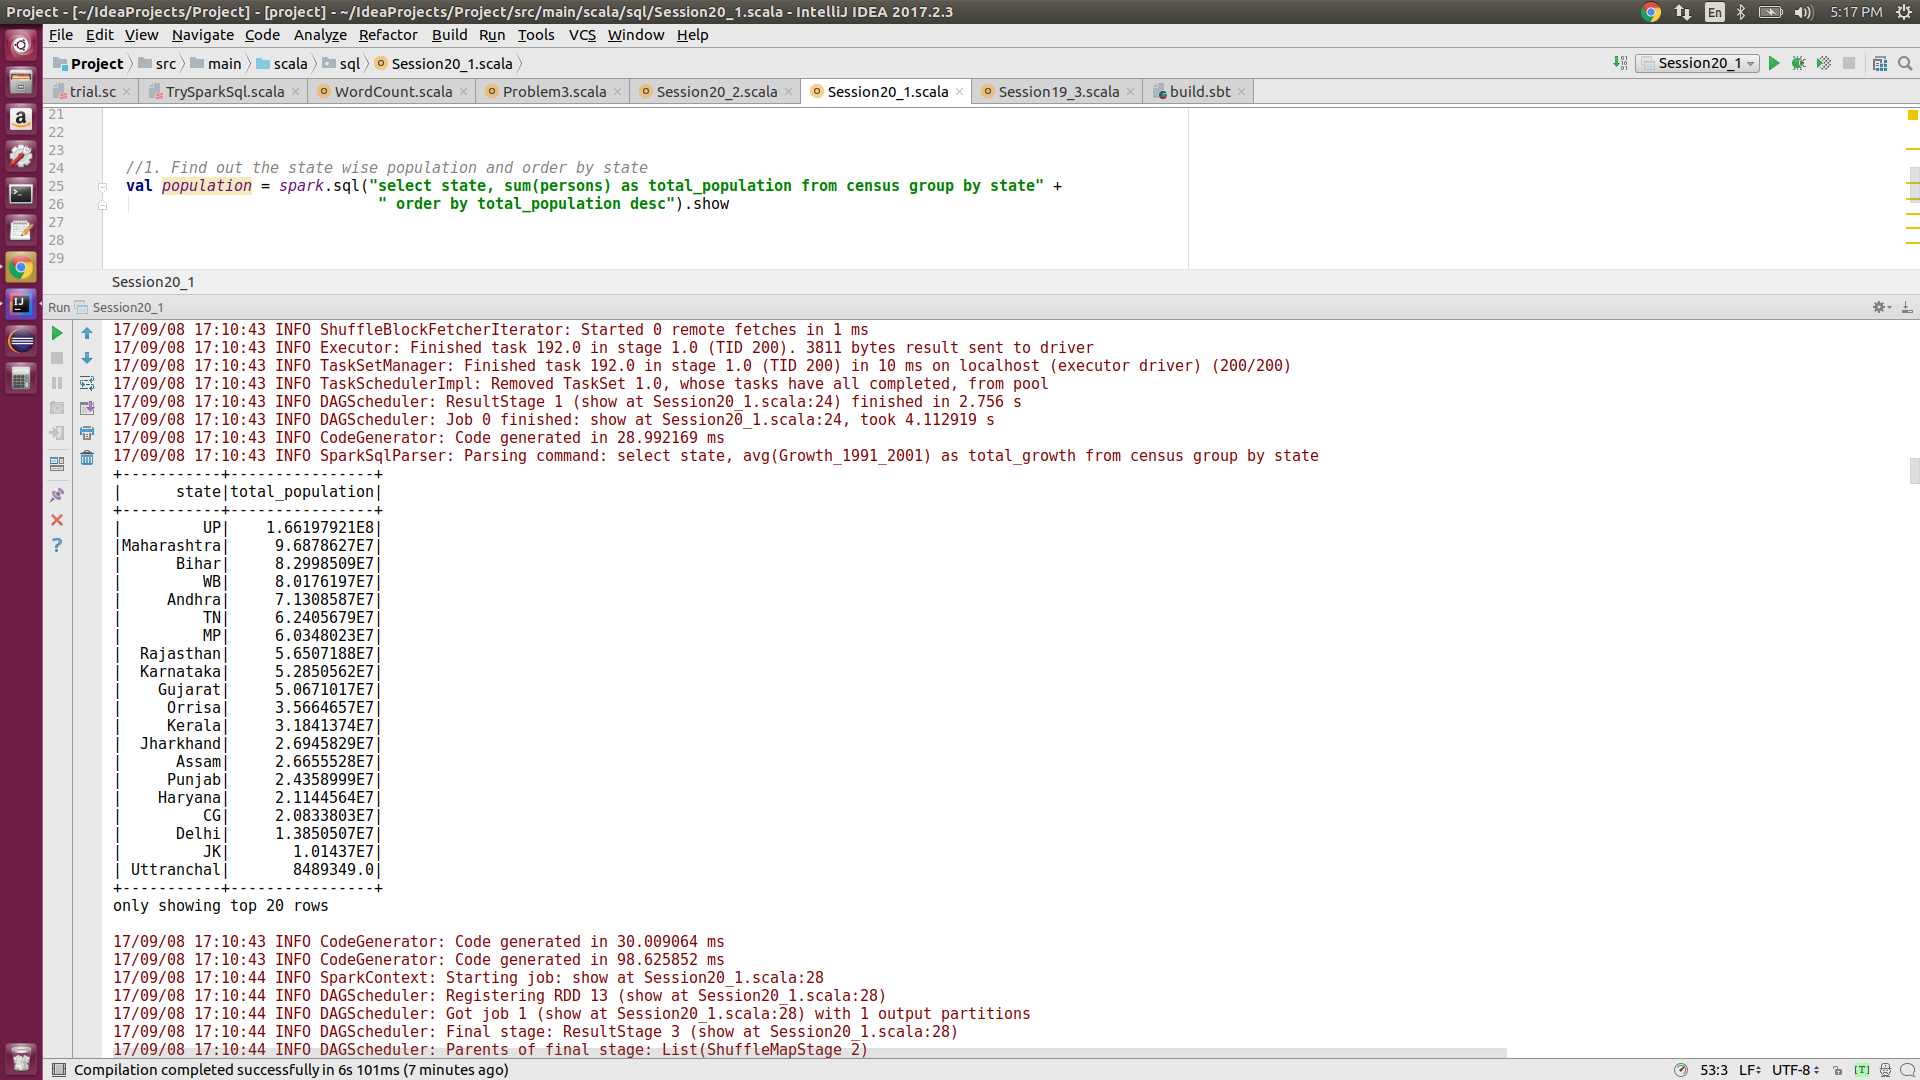 Project - [~/IdeaProjects/Project] - [project] - ~/IdeaProjects/Project/src/main/scala/sql/Session20_1.scala - IntelliJ IDEA 2017.2.3
En
5:17 PM
File Edit View Navigate Code Analyze Refactor Build Run Tools VCS Window Help
Project src main scala sql Session20_1.scala
Session20_1
trial.sc TrySparkSql.scala WordCount.scala Problem3.scala Session20_2.scala Session20_1.scala Session19_3.scala build.sbt
21
22
23
24 //1. Find out the state wise population and order by state
25 val population = spark.sql("select state, sum(persons) as total_population from census group by state" +
26 " order by total_population desc").show
27
28
29
Session20_1
Run Session20_1
17/09/08 17:10:43 INFO ShuffleBlockFetcherIterator: Started 0 remote fetches in 1 ms
17/09/08 17:10:43 INFO Executor: Finished task 192.0 in stage 1.0 (TID 200). 3811 bytes result sent to driver
17/09/08 17:10:43 INFO TaskSetManager: Finished task 192.0 in stage 1.0 (TID 200) in 10 ms on localhost (executor driver) (200/200)
17/09/08 17:10:43 INFO TaskSchedulerImpl: Removed TaskSet 1.0, whose tasks have all completed, from pool
17/09/08 17:10:43 INFO DAGScheduler: ResultStage 1 (show at Session20_1.scala:24) finished in 2.756 s
17/09/08 17:10:43 INFO DAGScheduler: Job 0 finished: show at Session20_1.scala:24, took 4.112919 s
17/09/08 17:10:43 INFO CodeGenerator: Code generated in 28.992169 ms
17/09/08 17:10:43 INFO SparkSqlParser: Parsing command: select state, avg(Growth_1991_2001) as total_growth from census group by state
+-----------+----------------+
|      state|total_population|
+-----------+----------------+
|         UP|    1.66197921E8|
|Maharashtra|     9.6878627E7|
|      Bihar|     8.2998509E7|
|         WB|     8.0176197E7|
|     Andhra|     7.1308587E7|
|         TN|     6.2405679E7|
|         MP|     6.0348023E7|
|  Rajasthan|     5.6507188E7|
|  Karnataka|     5.2850562E7|
|    Gujarat|     5.0671017E7|
|     Orrisa|     3.5664657E7|
|     Kerala|     3.1841374E7|
|  Jharkhand|     2.6945829E7|
|      Assam|     2.6655528E7|
|     Punjab|     2.4358999E7|
|    Haryana|     2.1144564E7|
|         CG|     2.0833803E7|
|      Delhi|     1.3850507E7|
|         JK|       1.01437E7|
| Uttranchal|       8489349.0|
+-----------+----------------+
only showing top 20 rows
17/09/08 17:10:43 INFO CodeGenerator: Code generated in 30.009064 ms
17/09/08 17:10:43 INFO CodeGenerator: Code generated in 98.625852 ms
17/09/08 17:10:44 INFO SparkContext: Starting job: show at Session20_1.scala:28
17/09/08 17:10:44 INFO DAGScheduler: Registering RDD 13 (show at Session20_1.scala:28)
17/09/08 17:10:44 INFO DAGScheduler: Got job 1 (show at Session20_1.scala:28) with 1 output partitions
17/09/08 17:10:44 INFO DAGScheduler: Final stage: ResultStage 3 (show at Session20_1.scala:28)
17/09/08 17:10:44 INFO DAGScheduler: Parents of final stage: List(ShuffleMapStage 2)
Compilation completed successfully in 6s 101ms (7 minutes ago)
53:3 LF UTF-8 [T]